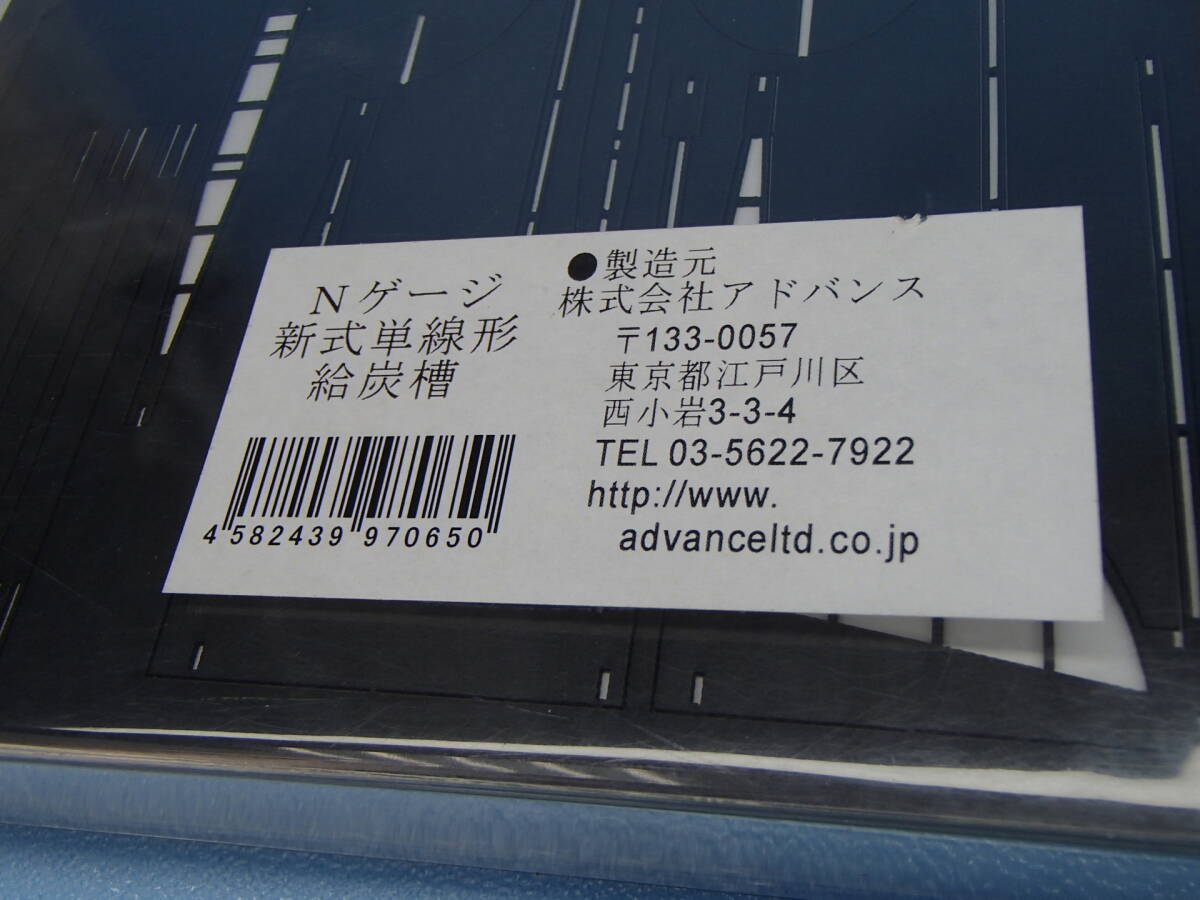 Nゲージ
新式単線形
給炭槽
4 582439 970650
●製造元
株式会社アドバンス
〒133-0057
東京都江戸川区
西小岩3-3-4
TEL 03-5622-7922
http://www.
advanceltd.co.jp